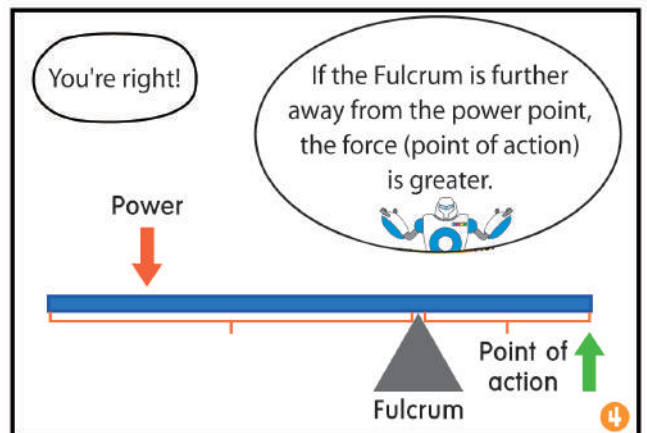 You're right!
If the Fulcrum is further
away from the power point,
the force (point of action)
is greater.
Power
Point of
action
Fulcrum
4